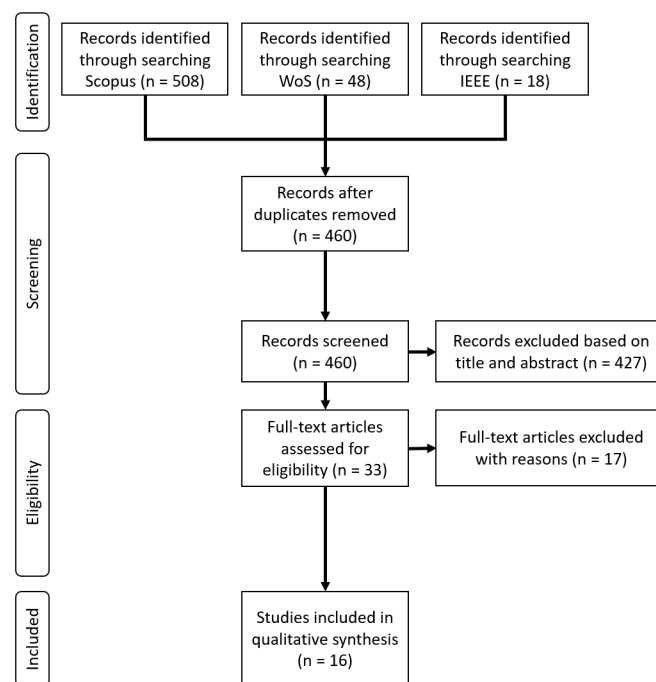 Identification
Records identified
through searching
Scopus (n = 508)
Records identified
through searching
WoS (n = 48)
Records identified
through searching
IEEE (n = 18)
Screening
Records after
duplicates removed
(n = 460)
Records screened
(n = 460)
Records excluded based on
title and abstract (n = 427)
Eligibility
Full-text articles
assessed for
eligibility (n = 33)
Full-text articles excluded
with reasons (n = 17)
Included
Studies included in
qualitative synthesis
(n = 16)